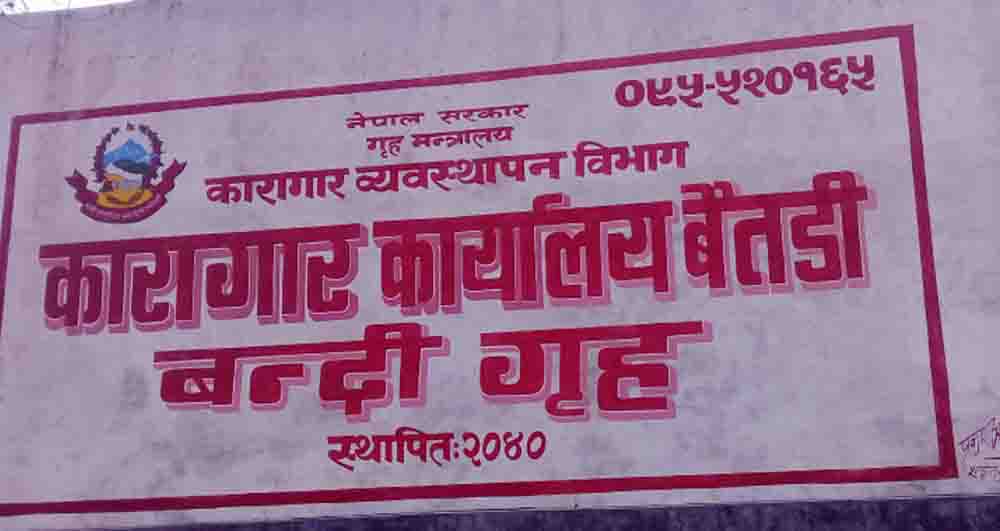 ०९५-५२०१६५
नेपाल सरकार
गृह मन्त्रालय
कारागार व्यवस्थापन विभाग
कारागार कार्यालय बैतडी
बन्दी गृह
स्थापितः२०४०